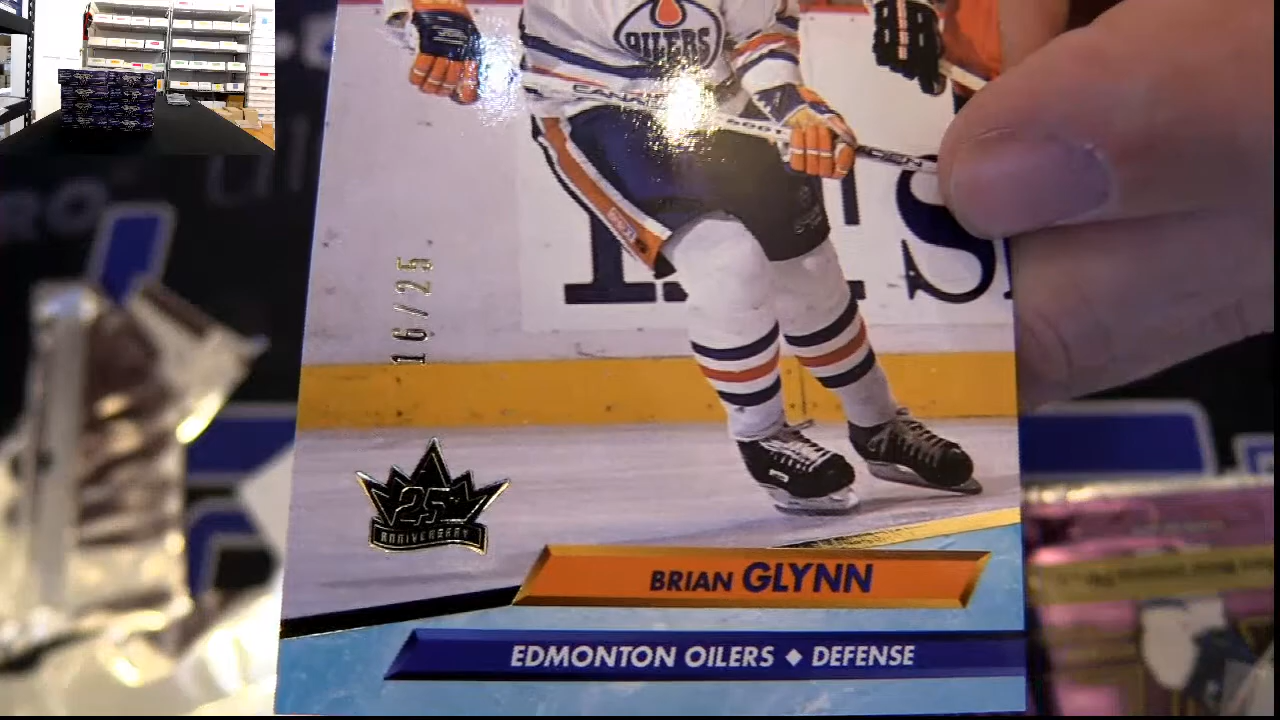 OILERS
16/25
S
25
ANNIVERSARY
BRIAN GLYNN
EDMONTON OILERS ◆ DEFENSE